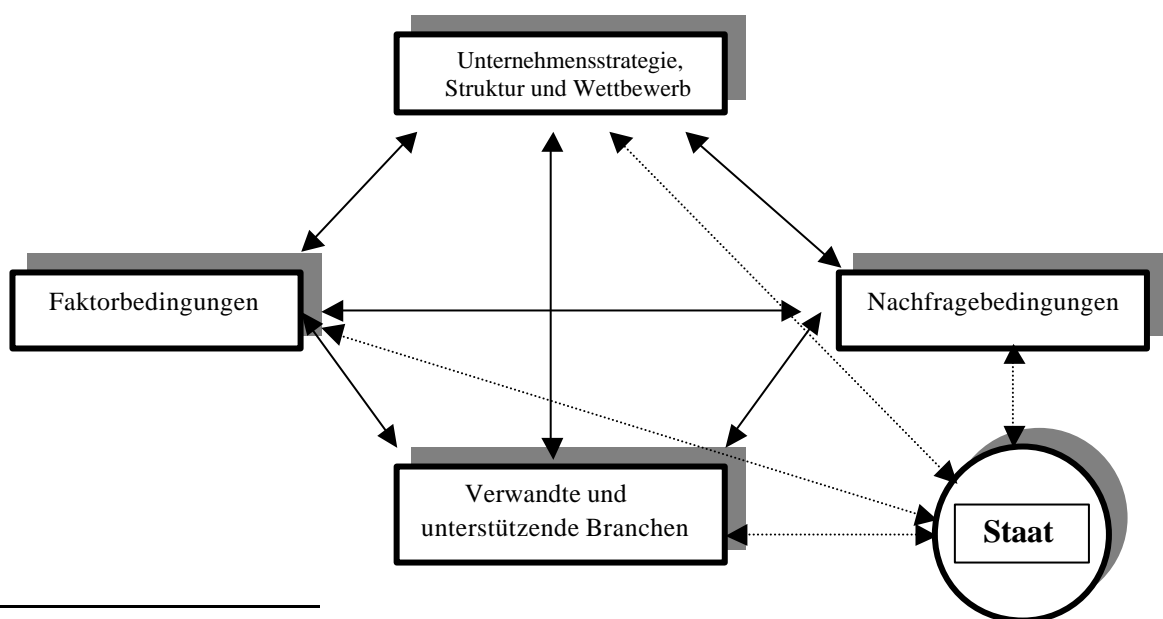 Unternehmensstrategie,
Struktur und Wettbewerb
Faktorbedingungen
Nachfragebedingungen
Verwandte und
unterstützende Branchen
Staat